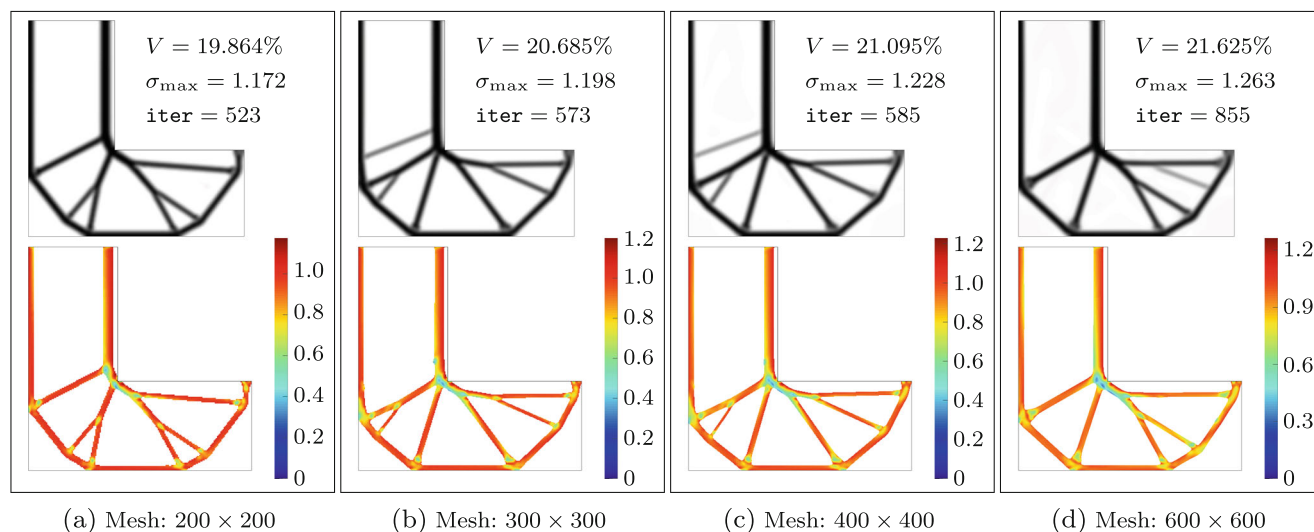 V = 19.864%
σmax = 1.172
iter = 523
1.0
0.8
0.6
0.4
0.2
0
(a) Mesh: 200 × 200
V = 20.685%
σmax = 1.198
iter = 573
1.2
1.0
0.8
0.6
0.4
0.2
0
(b) Mesh: 300 × 300
V = 21.095%
σmax = 1.228
iter = 585
1.2
1.0
0.8
0.6
0.4
0.2
0
(c) Mesh: 400 × 400
V = 21.625%
σmax = 1.263
iter = 855
1.2
0.9
0.6
0.3
0
(d) Mesh: 600 × 600